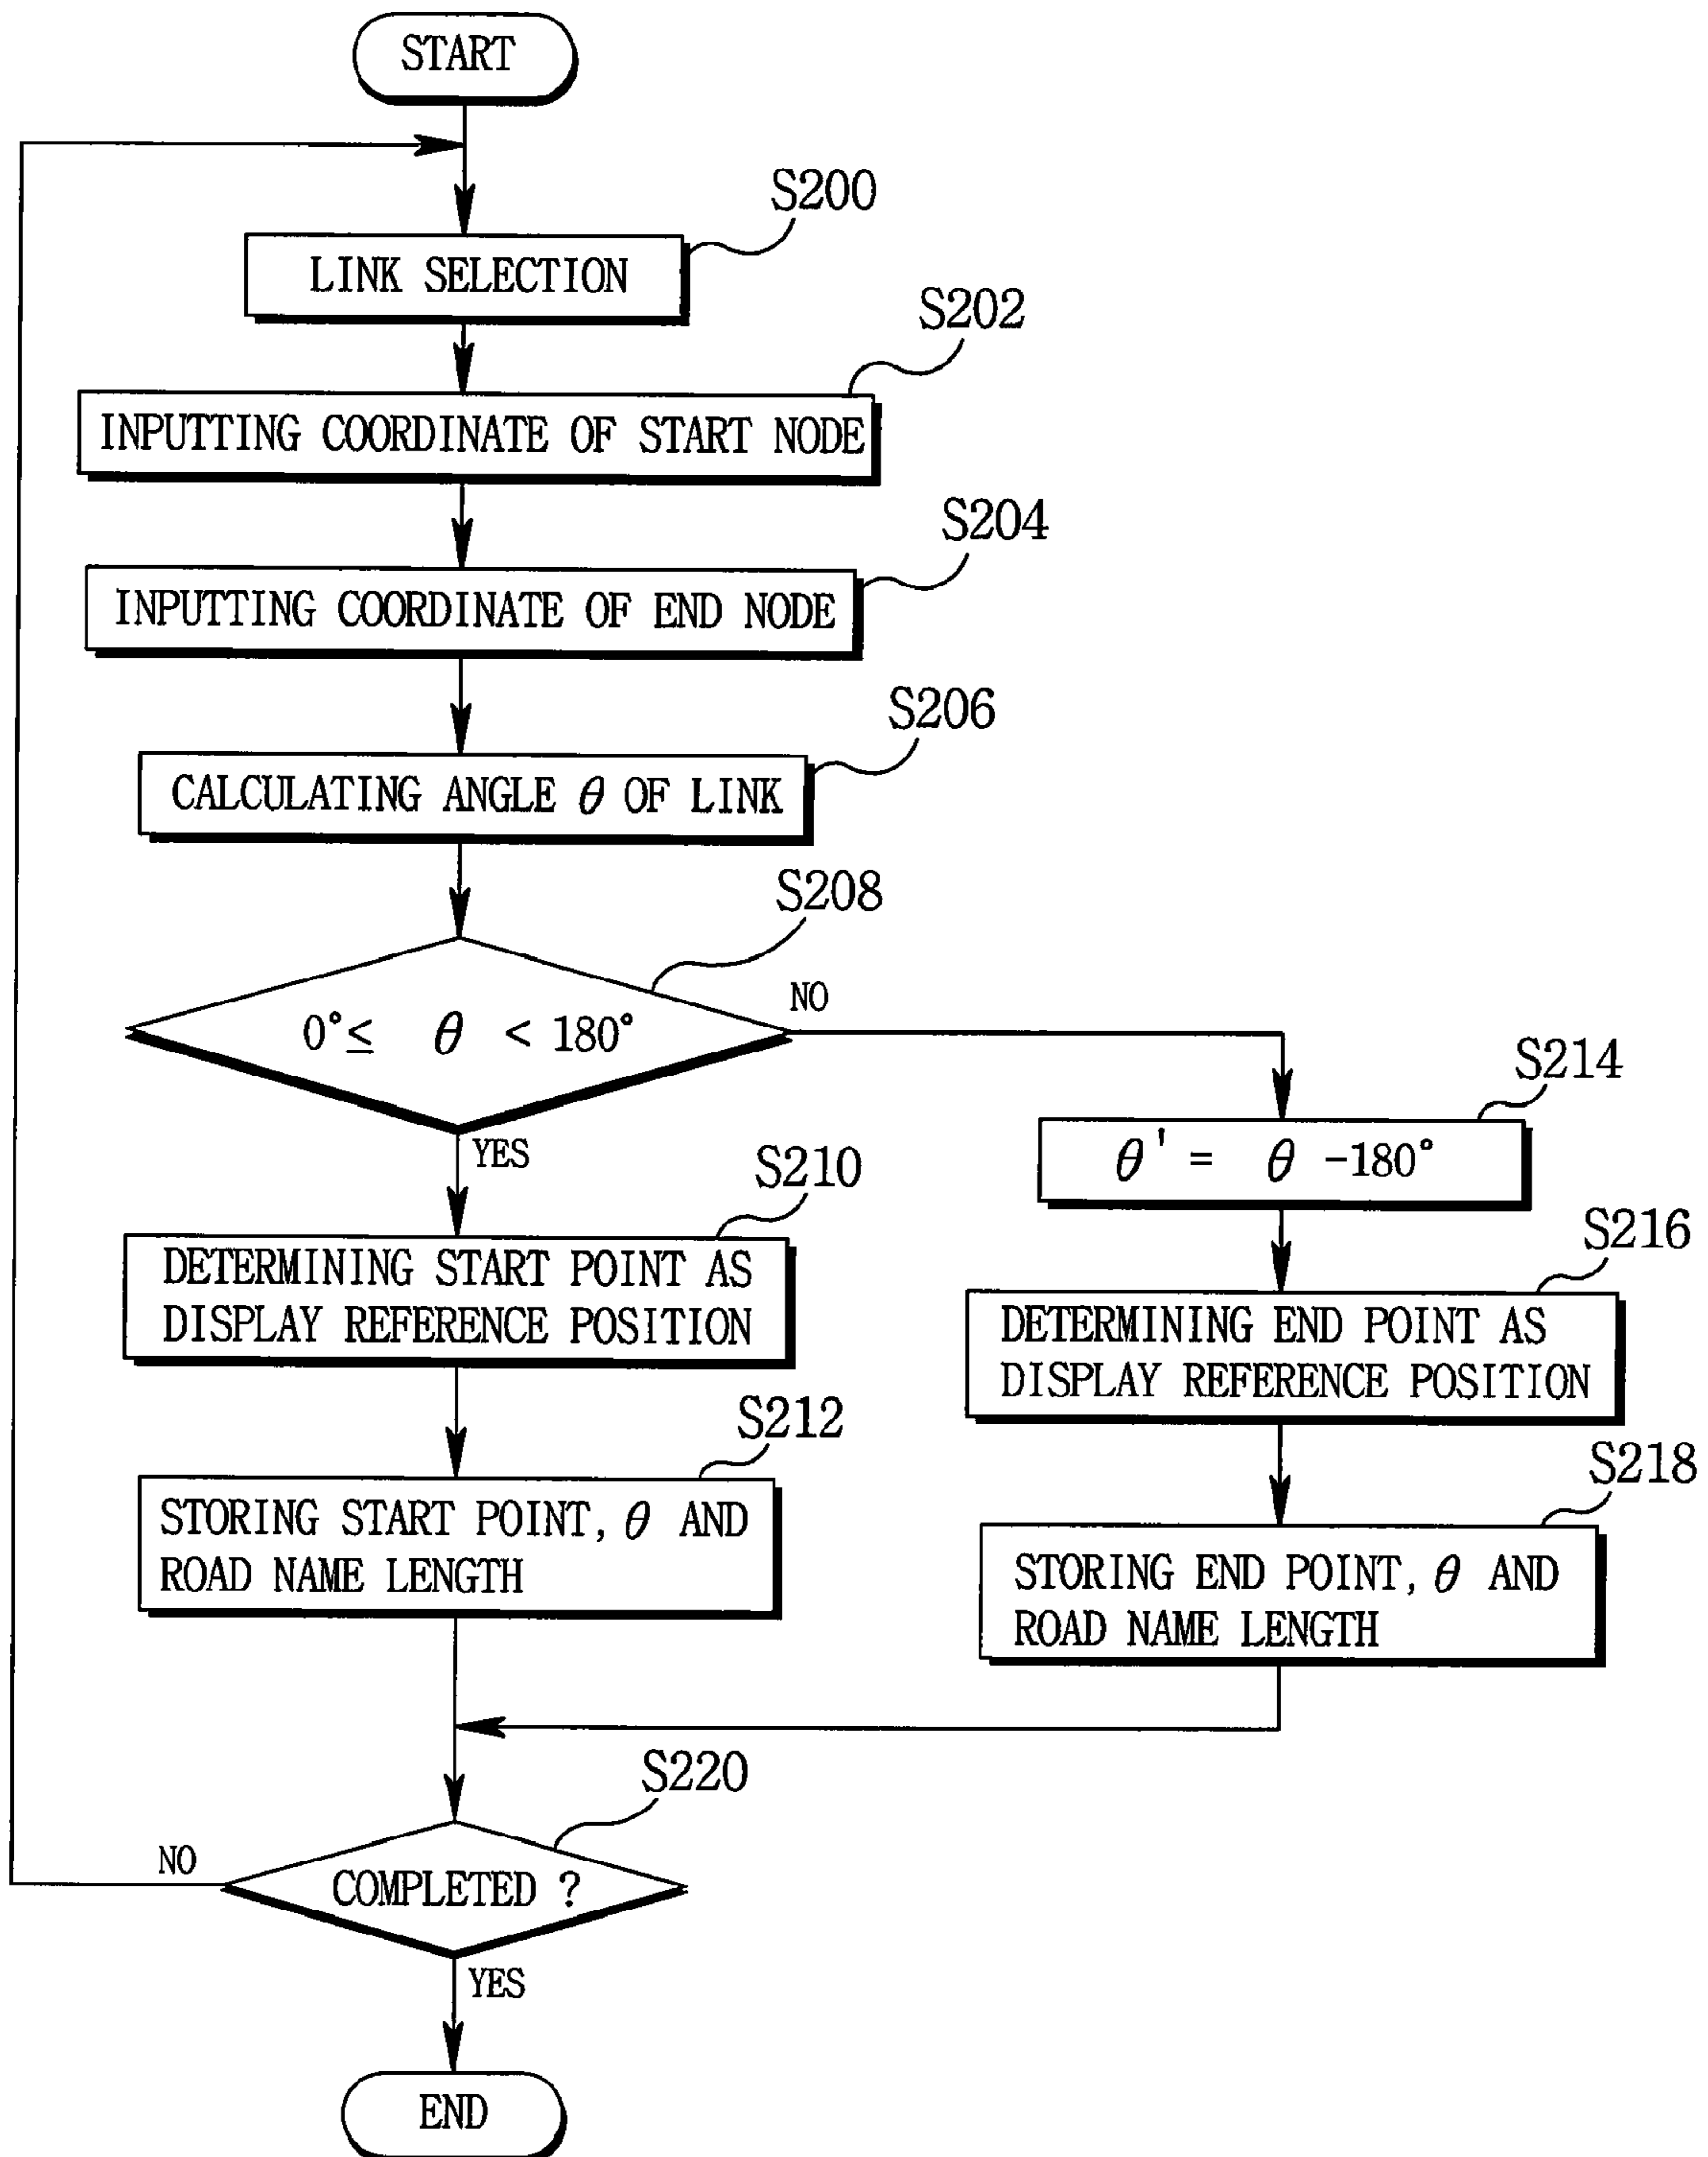 START
S200
LINK SELECTION
S202
INPUTTING COORDINATE OF START NODE
S204
INPUTTING COORDINATE OF END NODE
S206
CALCULATING ANGLE θ OF LINK
S208
0°≤ θ < 180°
NO
YES
S210
DETERMINING START POINT AS
DISPLAY REFERENCE POSITION
S212
STORING START POINT, θ AND
ROAD NAME LENGTH
S214
θ' = θ -180°
S216
DETERMINING END POINT AS
DISPLAY REFERENCE POSITION
S218
STORING END POINT, θ AND
ROAD NAME LENGTH
S220
COMPLETED ?
NO
YES
END